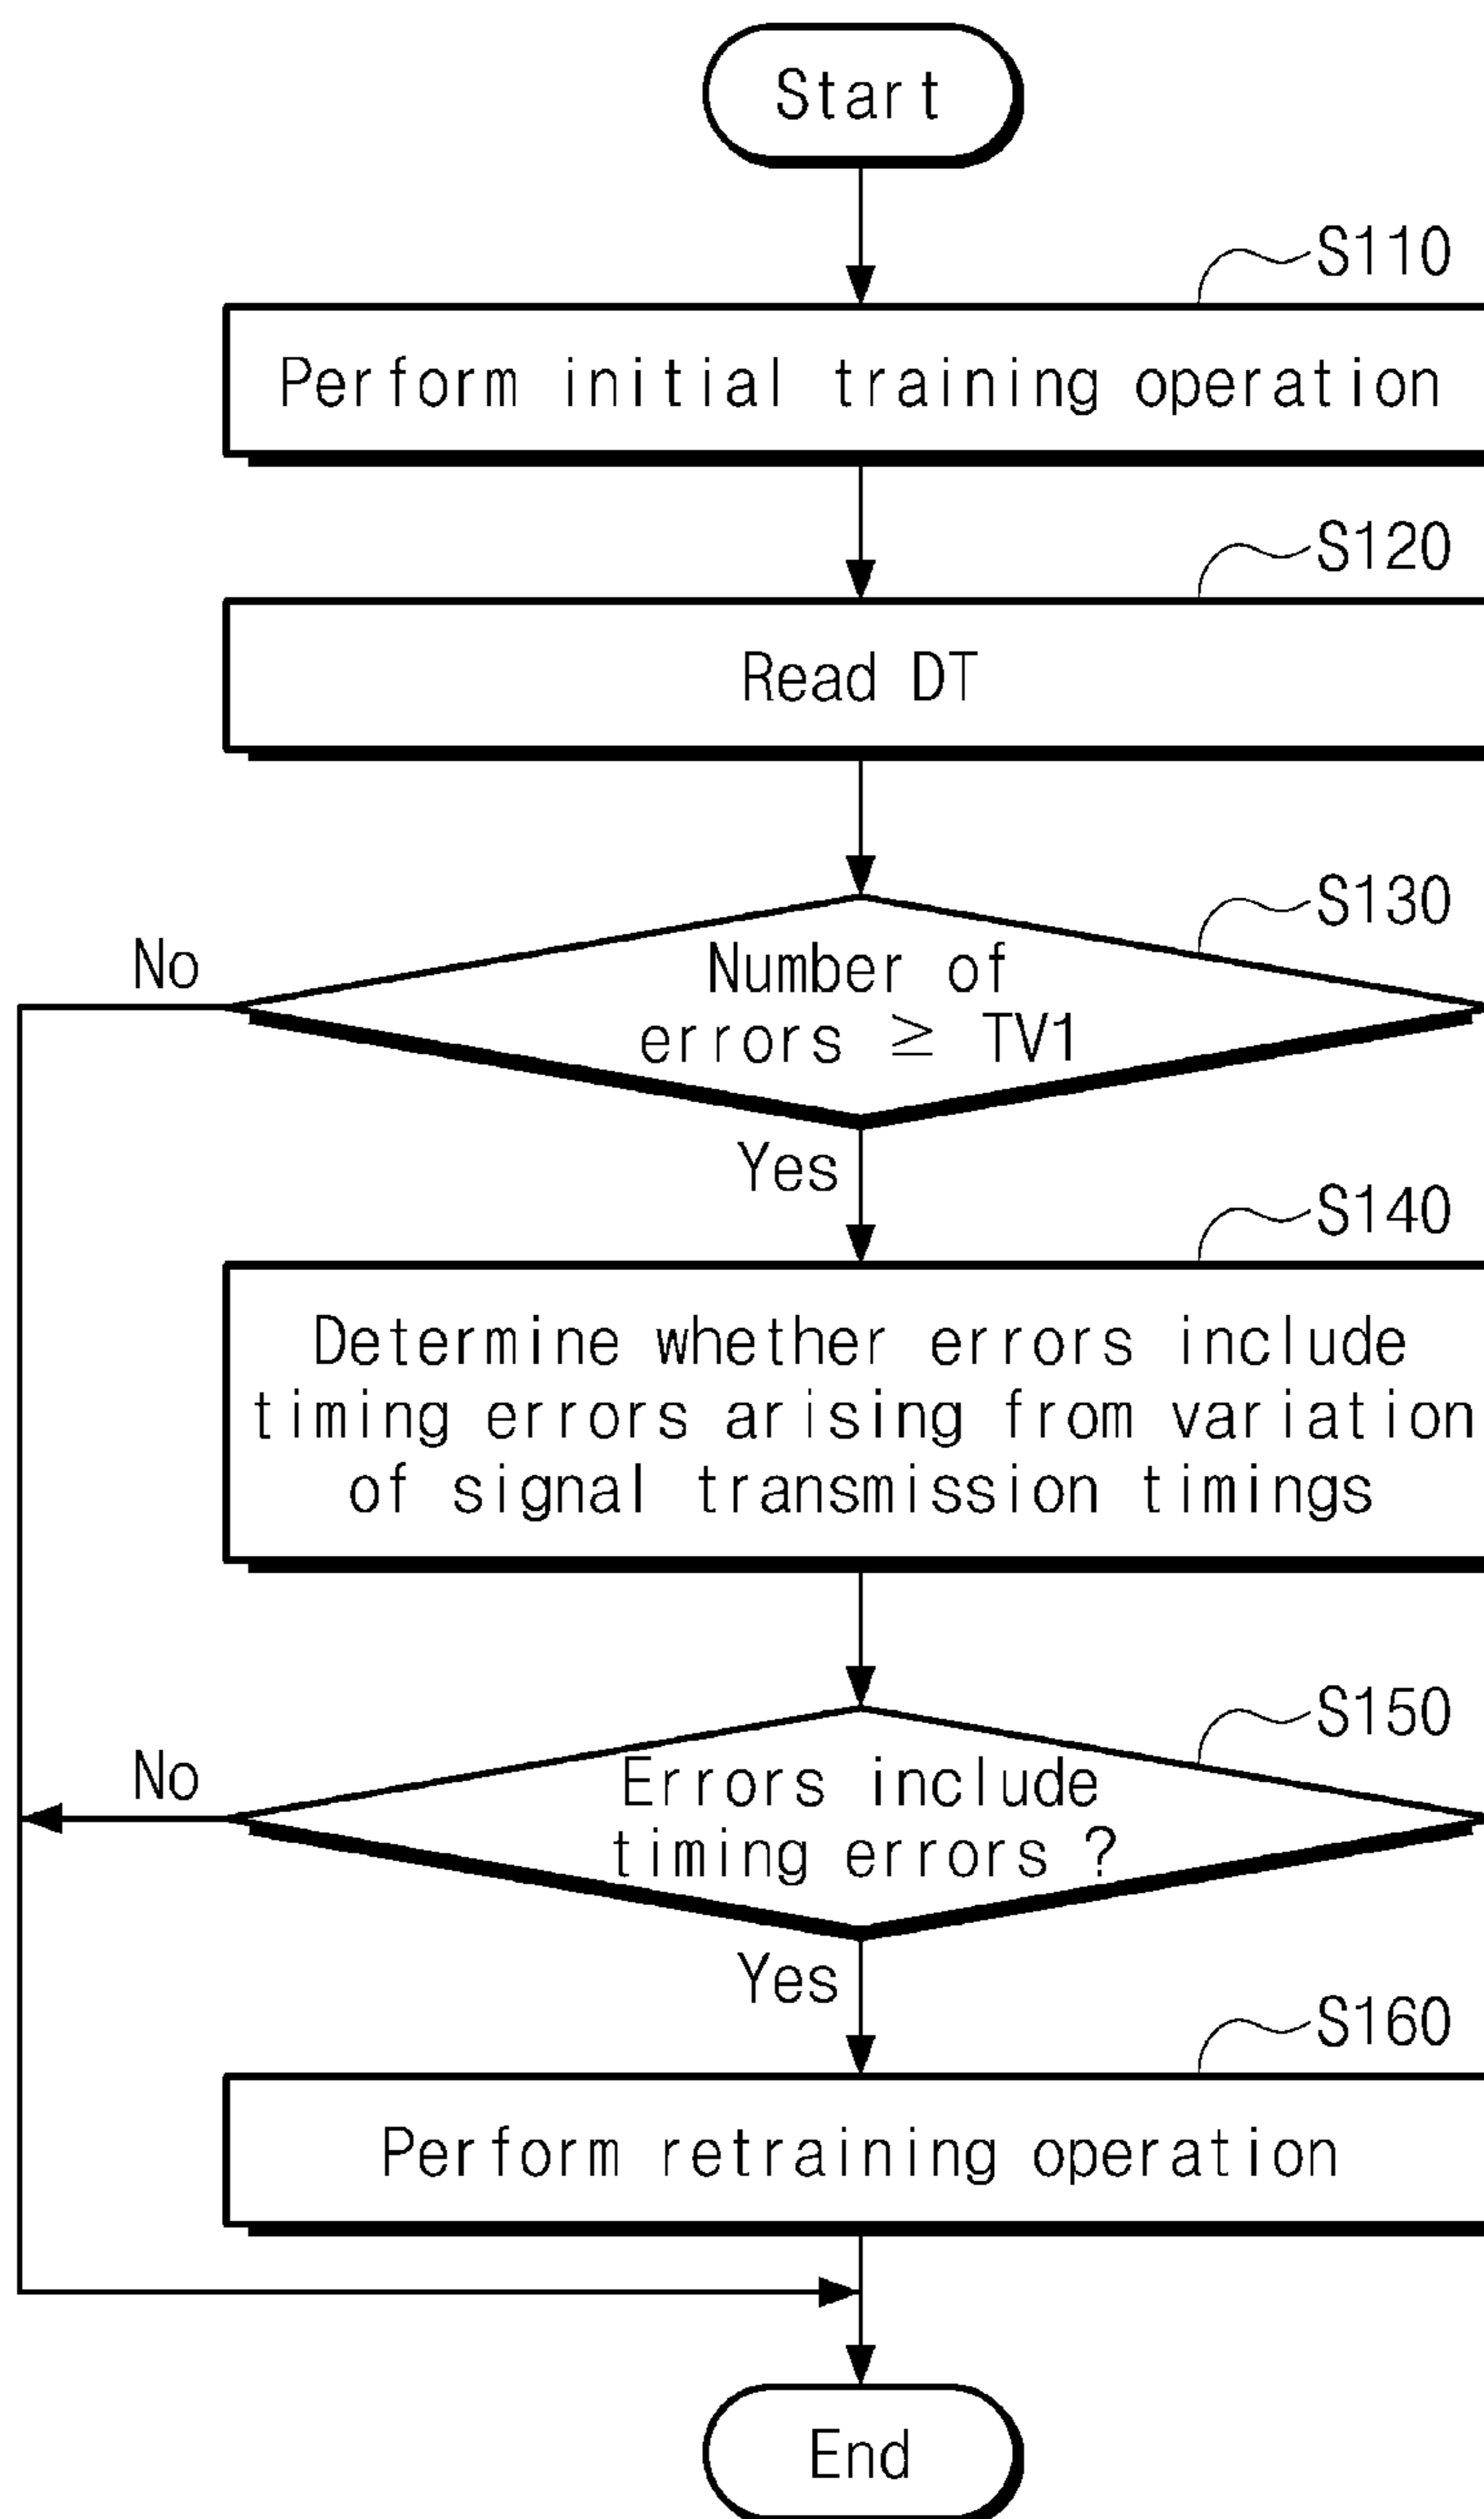 Start
S110
Perform initial training operation
S120
Read DT
S130
No
Number of
errors ≥ TV1
Yes
S140
Determine whether errors include
timing errors arising from variation
of signal transmission timings
S150
No
Errors include
timing errors ?
Yes
S160
Perform retraining operation
End